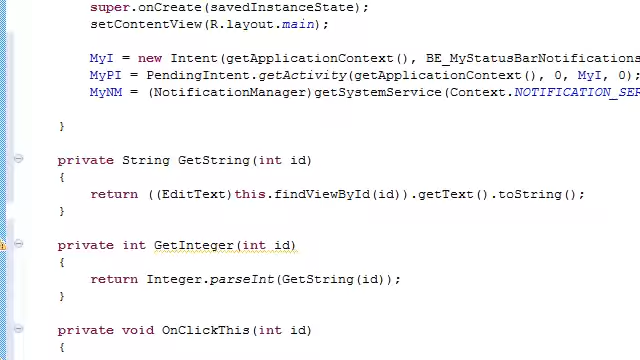 super.onCreate(savedInstanceState);
setContentView(R.layout.main);
MyI = new Intent(getApplicationContext(), BE_MyStatusBarNotifications
MyPI = PendingIntent.getActivity(getApplicationContext(), 0, MyI, 0);
MyNM = (NotificationManager)getSystemService(Context.NOTIFICATION_SER
}
private String GetString(int id)
{
return ((EditText)this.findViewById(id)).getText().toString();
}
private int GetInteger(int id)
{
return Integer.parseInt(GetString(id));
}
private void OnClickThis(int id)
{